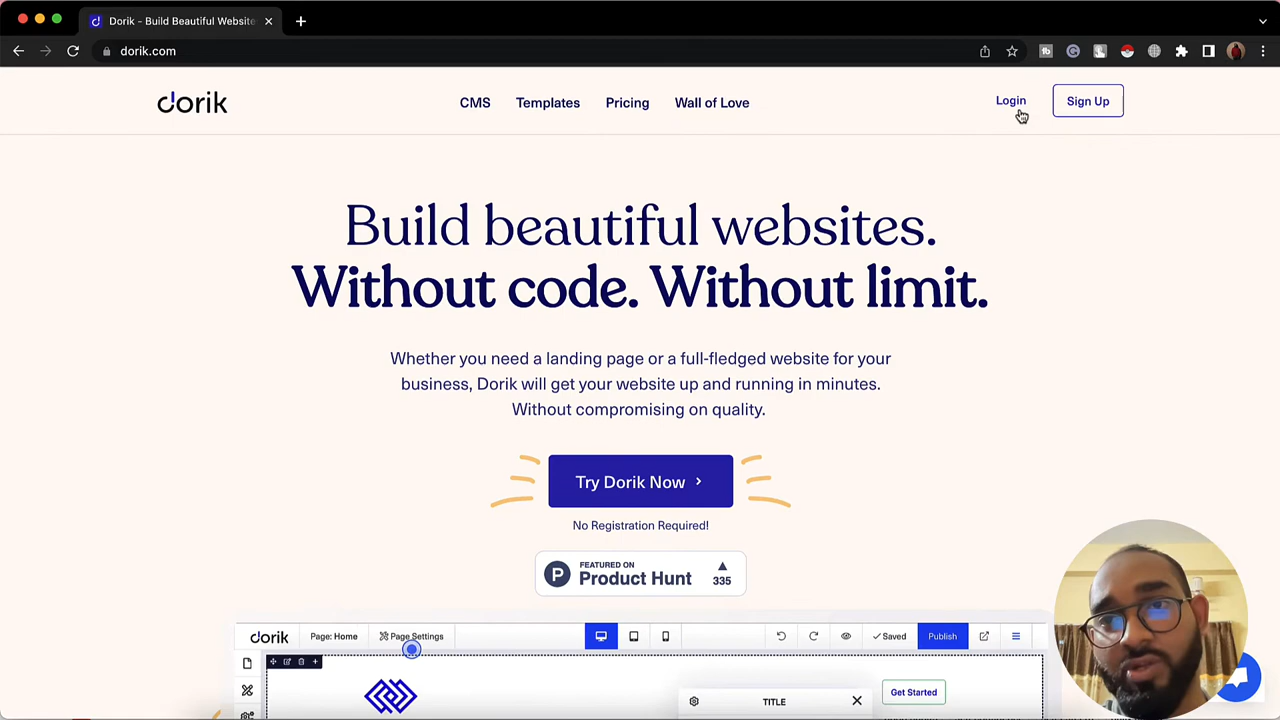 Dorik - Build Beautiful Website
dorik.com
dorik
CMS
Templates
Pricing
Wall of Love
Login
Sign Up
Build beautiful websites.
Without code. Without limit.
Whether you need a landing page or a full-fledged website for your
business, Dorik will get your website up and running in minutes.
Without compromising on quality.
Try Dorik Now
No Registration Required!
P
FEATURED ON
Product Hunt
335
dorik
Page: Home
Page Settings
Saved
Publish
Get Started
TITLE